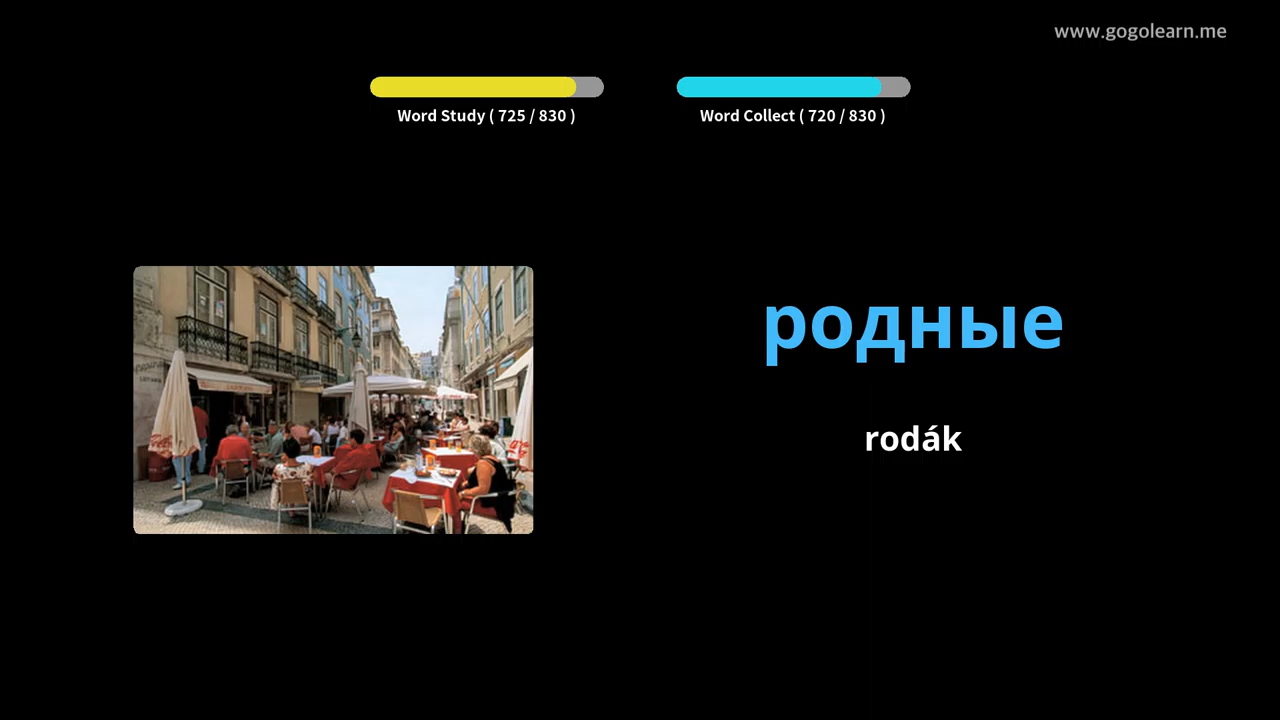 www.gogolearn.me
Word Study ( 725 / 830 )
Word Collect ( 720 / 830 )
родные
rodák